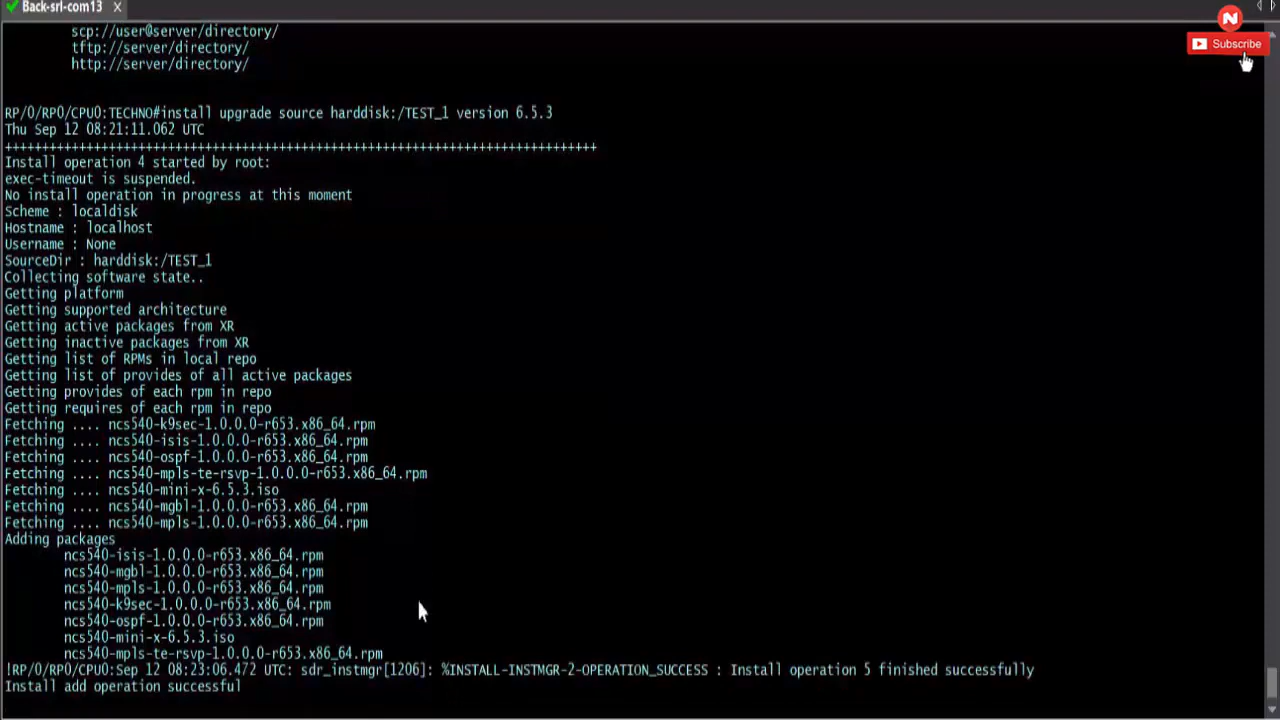 Back-srl-com13
N
Subscribe
scp://user@server/directory/
tftp://server/directory/
http://server/directory/
RP/0/RP0/CPU0:TECHNO#install upgrade source harddisk:/TEST_1 version 6.5.3
Thu Sep 12 08:21:11.062 UTC
++++++++++++++++++++++++++++++++++++++++++++++++++++++++++++++++++++++++++++++++
Install operation 4 started by root:
exec-timeout is suspended.
No install operation in progress at this moment
Scheme : localdisk
Hostname : localhost
Username : None
SourceDir : harddisk:/TEST_1
Collecting software state..
Getting platform
Getting supported architecture
Getting active packages from XR
Getting inactive packages from XR
Getting list of RPMs in local repo
Getting list of provides of all active packages
Getting provides of each rpm in repo
Getting requires of each rpm in repo
Fetching .... ncs540-k9sec-1.0.0.0-r653.x86_64.rpm
Fetching .... ncs540-isis-1.0.0.0-r653.x86_64.rpm
Fetching .... ncs540-ospf-1.0.0.0-r653.x86_64.rpm
Fetching .... ncs540-mpls-te-rsvp-1.0.0.0-r653.x86_64.rpm
Fetching .... ncs540-mini-x-6.5.3.iso
Fetching .... ncs540-mgbl-1.0.0.0-r653.x86_64.rpm
Fetching .... ncs540-mpls-1.0.0.0-r653.x86_64.rpm
Adding packages
ncs540-isis-1.0.0.0-r653.x86_64.rpm
ncs540-mgbl-1.0.0.0-r653.x86_64.rpm
ncs540-mpls-1.0.0.0-r653.x86_64.rpm
ncs540-k9sec-1.0.0.0-r653.x86_64.rpm
ncs540-ospf-1.0.0.0-r653.x86_64.rpm
ncs540-mini-x-6.5.3.iso
ncs540-mpls-te-rsvp-1.0.0.0-r653.x86_64.rpm
!RP/0/RP0/CPU0:Sep 12 08:23:06.472 UTC: sdr_instmgr[1206]: %INSTALL-INSTMGR-2-OPERATION_SUCCESS : Install operation 5 finished successfully
Install add operation successful